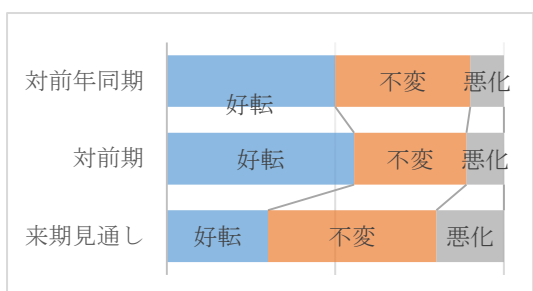 対前年同期 好転 不変 悪化
対前期 好転 不変 悪化
来期見通し 好転 不変 悪化